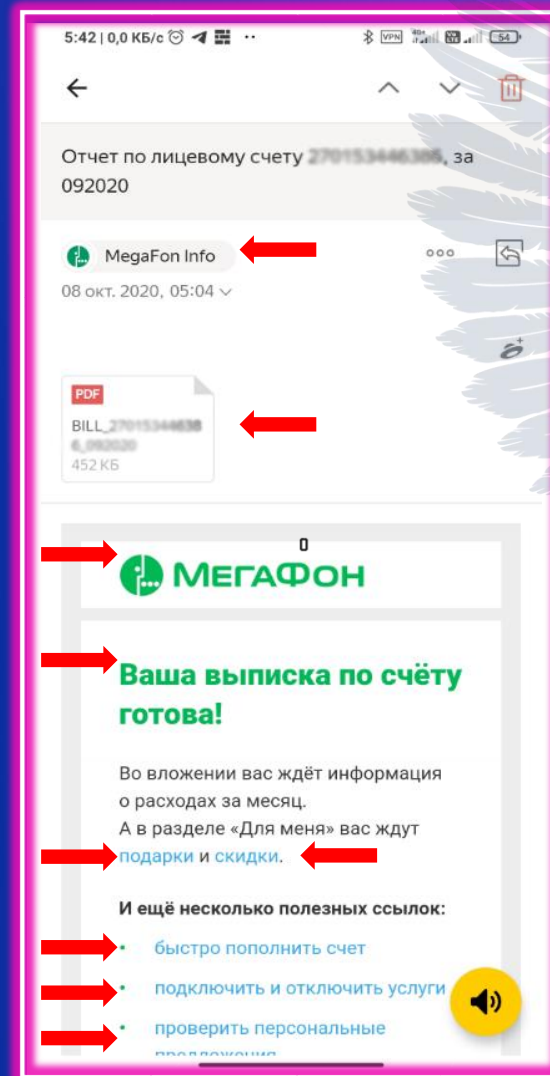 5:42 | 0,0 КБ/с
VPN
54
Отчет по лицевому счету , за
092020
MegaFon Info
08 окт. 2020, 05:04
PDF
BILL_
452 КБ
0
МЕГАФОН
Ваша выписка по счёту
готова!
Во вложении вас ждёт информация
о расходах за месяц.
А в разделе «Для меня» вас ждут
подарки и скидки.
И ещё несколько полезных ссылок:
• быстро пополнить счет
• подключить и отключить услуги
• проверить персональные
предложения